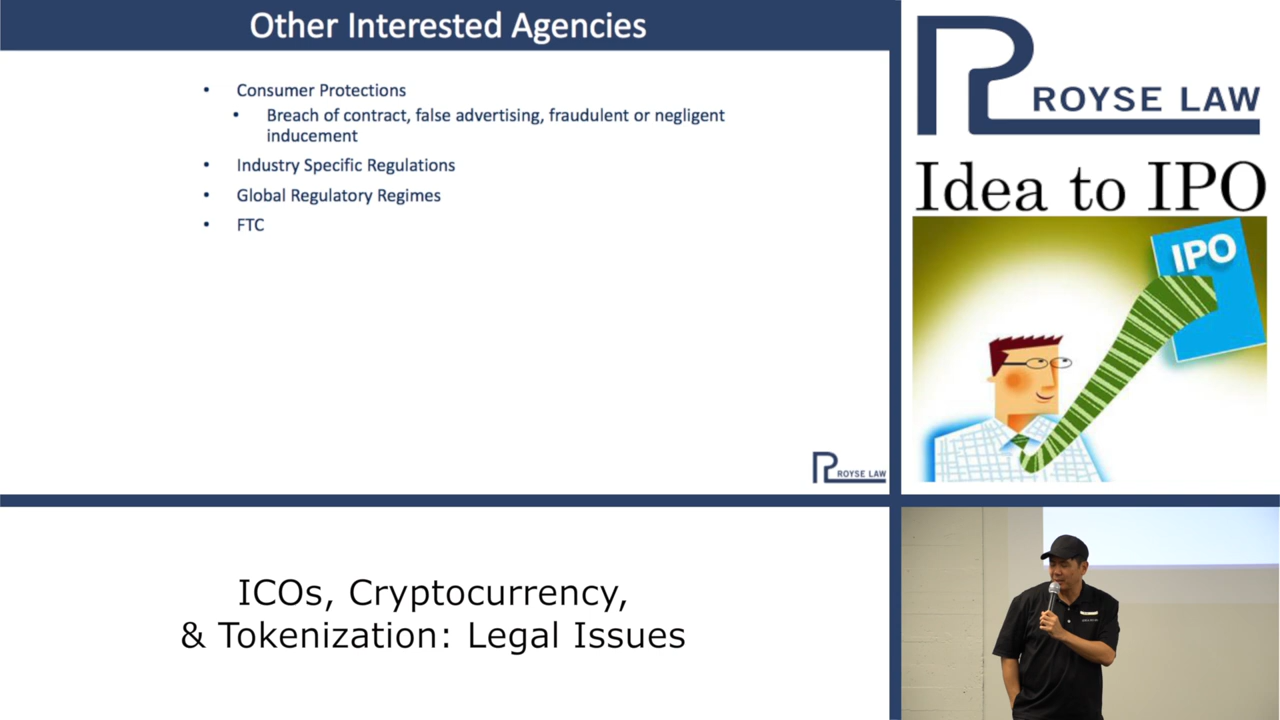 Other Interested Agencies
• Consumer Protections
• Breach of contract, false advertising, fraudulent or negligent
inducement
• Industry Specific Regulations
• Global Regulatory Regimes
• FTC
ROYSE LAW
ROYSE LAW
Idea to IPO
IPO
ICOs, Cryptocurrency,
& Tokenization: Legal Issues